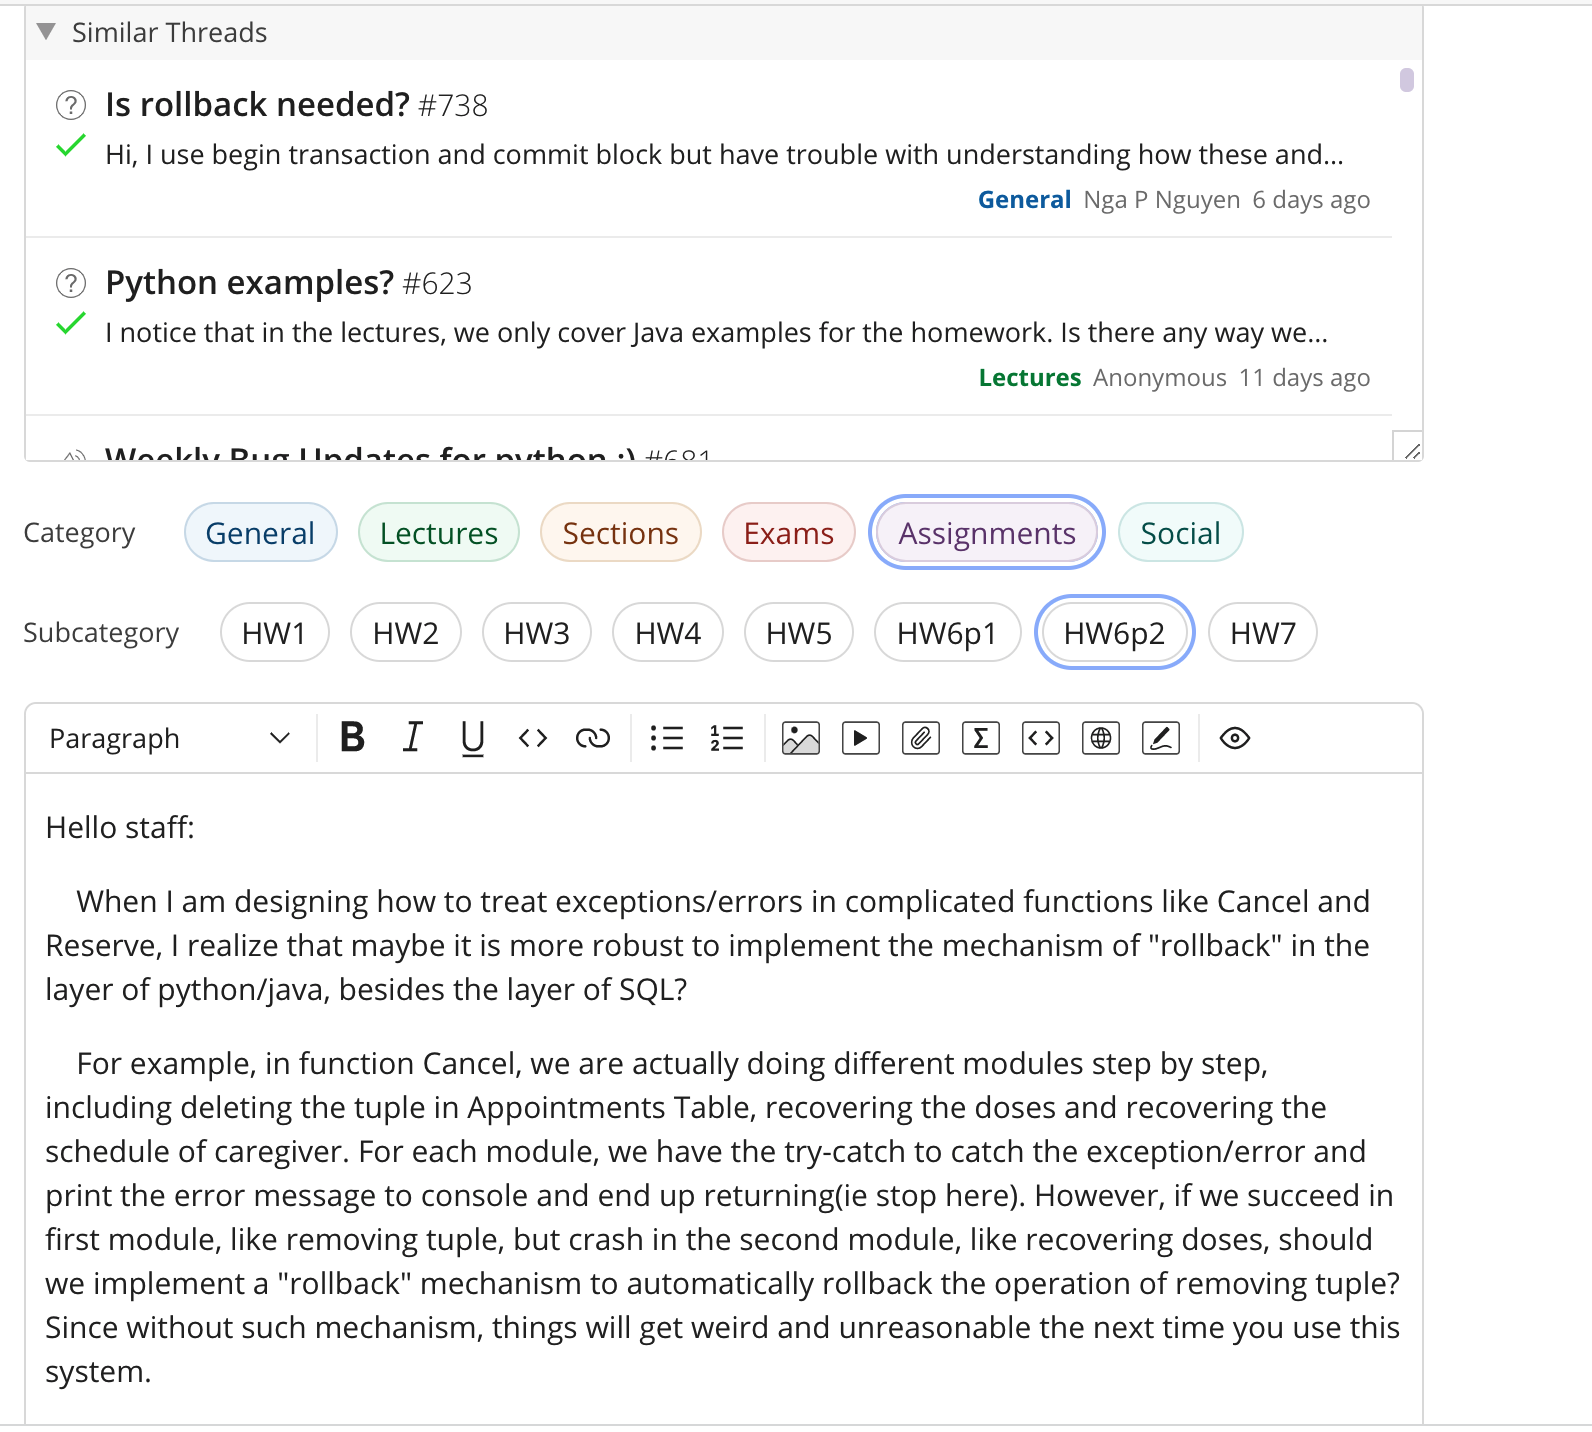 Similar Threads
Is rollback needed? #738
Hi, I use begin transaction and commit block but have trouble with understanding how these and...
General Nga P Nguyen 6 days ago
Python examples? #623
I notice that in the lectures, we only cover Java examples for the homework. Is there any way we...
Lectures Anonymous 11 days ago
Weekly Bug Updates for python :) #681
Category General Lectures Sections Exams Assignments Social
Subcategory HW1 HW2 HW3 HW4 HW5 HW6p1 HW6p2 HW7
Paragraph
Hello staff:
When I am designing how to treat exceptions/errors in complicated functions like Cancel and
Reserve, I realize that maybe it is more robust to implement the mechanism of "rollback" in the
layer of python/java, besides the layer of SQL?
For example, in function Cancel, we are actually doing different modules step by step,
including deleting the tuple in Appointments Table, recovering the doses and recovering the
schedule of caregiver. For each module, we have the try-catch to catch the exception/error and
print the error message to console and end up returning(ie stop here). However, if we succeed in
first module, like removing tuple, but crash in the second module, like recovering doses, should
we implement a "rollback" mechanism to automatically rollback the operation of removing tuple?
Since without such mechanism, things will get weird and unreasonable the next time you use this
system.